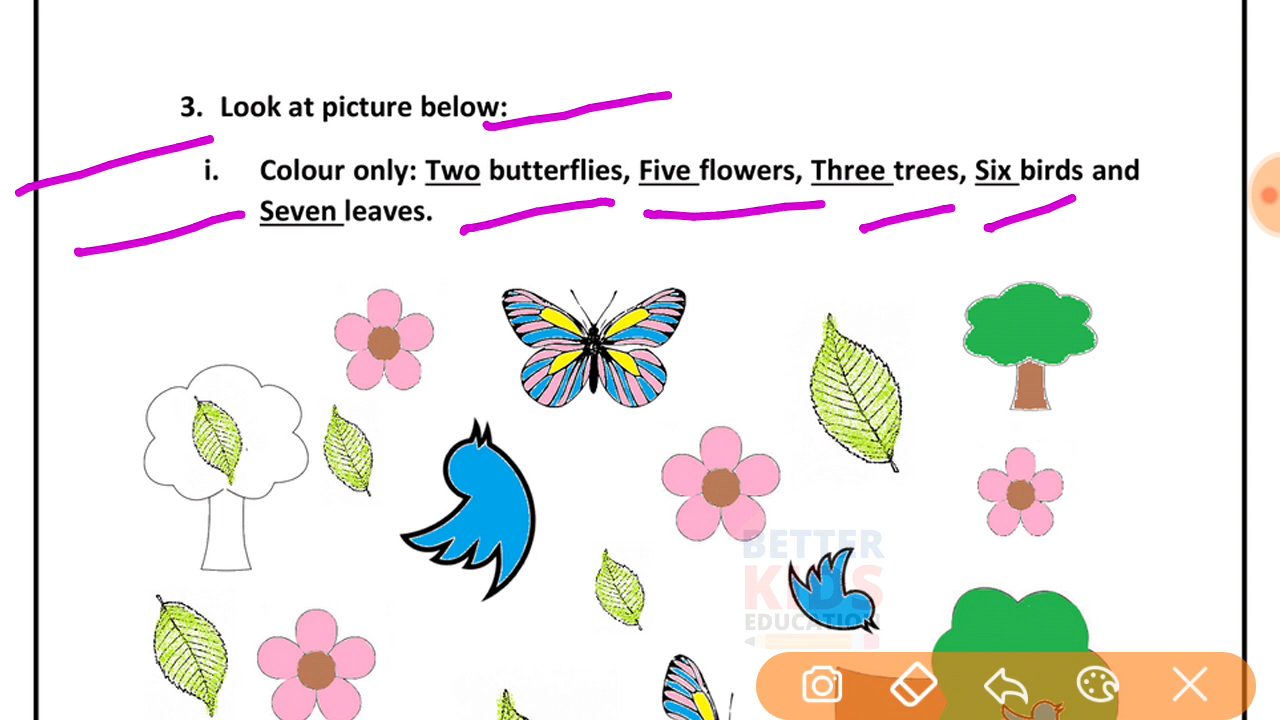 3. Look at picture below:
i. Colour only: Two butterflies, Five flowers, Three trees, Six birds and
Seven leaves.
BETTER
KIDS
EDUCATION